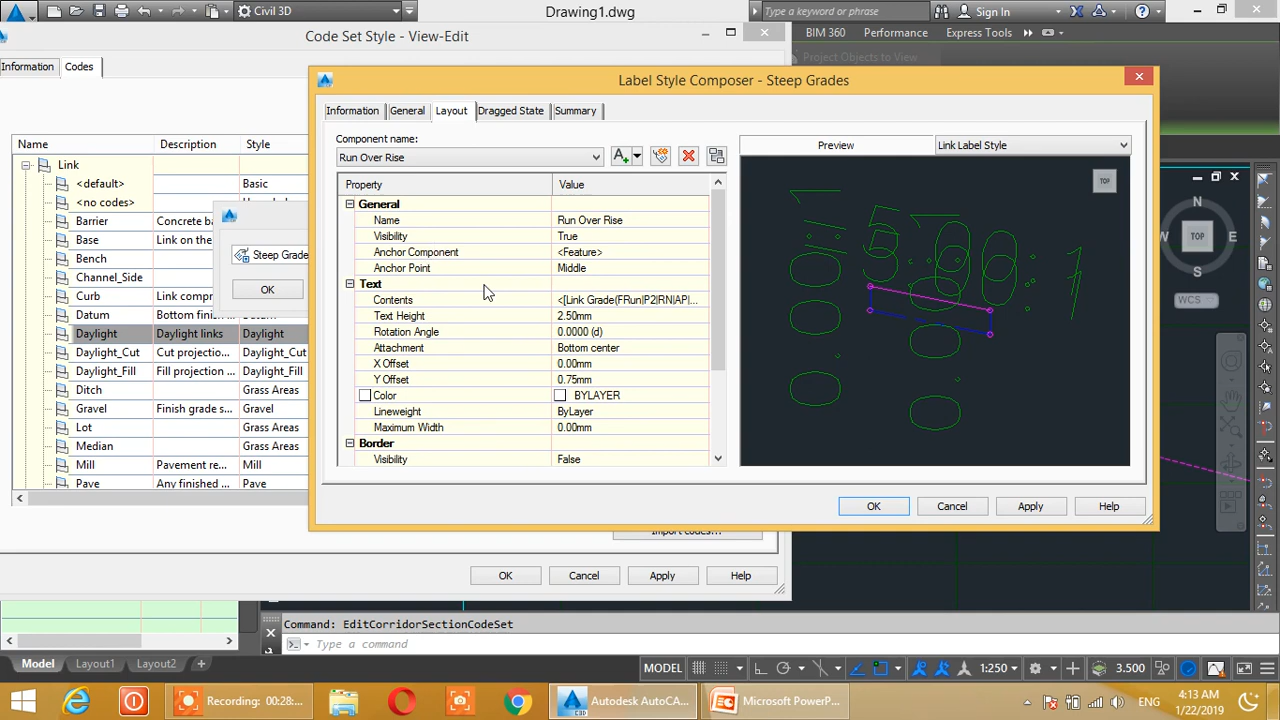 Civil 3D
Drawing1.dwg
Type a keyword or phrase
Sign In
Code Set Style - View-Edit
BIM 360
Performance
Express Tools
Project Objects to View
Information
Codes
Label Style Composer - Steep Grades
Information
General
Layout
Dragged State
Summary
Component name:
Run Over Rise
Preview
Link Label Style
Name
Description
Style
Property
Value
TOP
Link
General
<default>
Basic
Name
Run Over Rise
<no codes>
Visibility
True
Barrier
Concrete ba
Anchor Component
<Feature>
Base
Link on the
Anchor Point
Middle
Bench
Steep Grade
Text
Channel_Side
OK
Contents
<[Link Grade(FRun|P2|RN|AP|...
Curb
Link compr
Text Height
2.50mm
Datum
Bottom finish
Rotation Angle
0.0000 (d)
Daylight
Daylight links
Daylight
Attachment
Bottom center
Daylight_Cut
Cut projectio...
Daylight
X Offset
0.00mm
Daylight_Fill
Fill projection
Daylight
Y Offset
0.75mm
Ditch
Grass Areas
Color
BYLAYER
Gravel
Finish grade s...
Gravel
Lineweight
ByLayer
Lot
Grass Areas
Maximum Width
0.00mm
Median
Grass Areas
Border
Mill
Pavement re...
Mill
Visibility
False
Pave
Any finished
Pave
N
W
TOP
E
S
WCS
OK
Cancel
Apply
Help
Import codes...
OK
Cancel
Apply
Help
Command: EditCorridorSectionCodeSet
Type a command
Model
Layout1
Layout2
+
MODEL
1:250
3.500
Recording: 00:28:...
Autodesk AutoCA...
Microsoft PowerP...
ENG
4:13 AM
1/22/2019